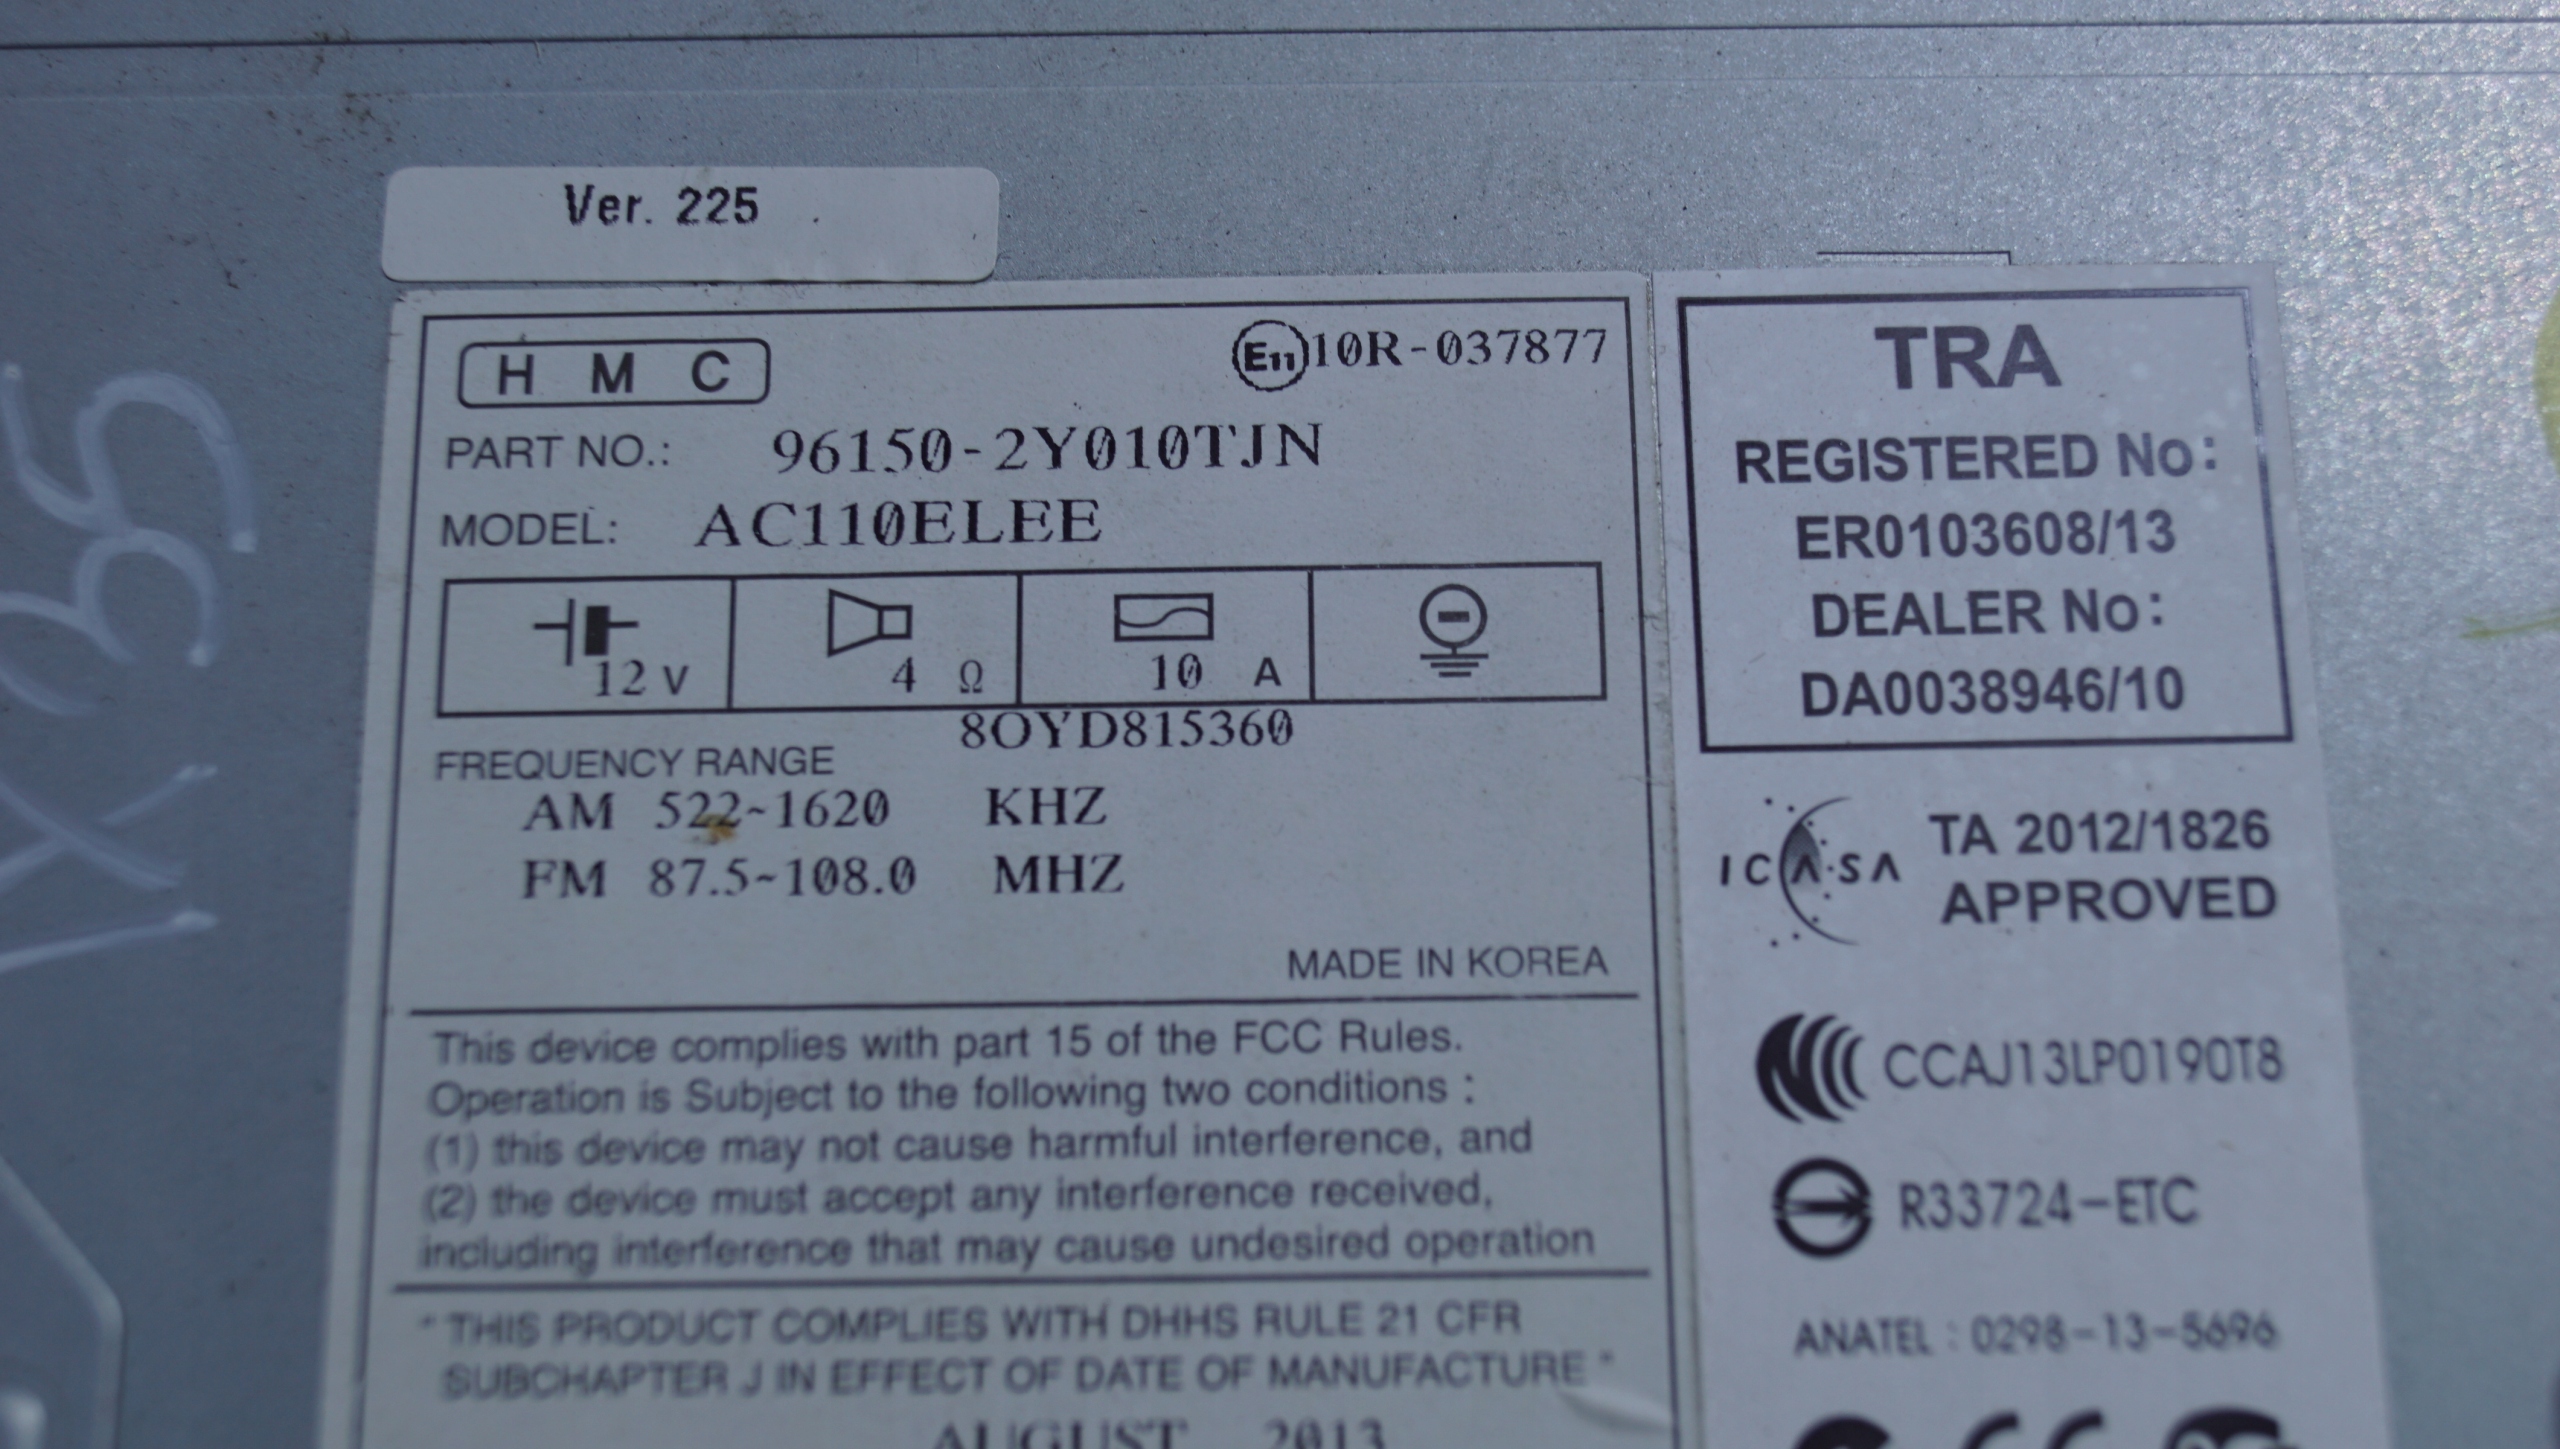 Ver. 225
H M C
E11 10R-037877
PART NO.: 96150-2Y010TJN
MODEL: AC110ELEE
12 V 4 Ω 10 A
8OYD815360
FREQUENCY RANGE
AM 522~1620 KHZ
FM 87.5~108.0 MHZ
MADE IN KOREA
This device complies with part 15 of the FCC Rules.
Operation is Subject to the following two conditions :
(1) this device may not cause harmful interference, and
(2) the device must accept any interference received,
including interference that may cause undesired operation
" THIS PRODUCT COMPLIES WITH DHHS RULE 21 CFR
SUBCHAPTER J IN EFFECT OF DATE OF MANUFACTURE "
AUGUST 2013
TRA
REGISTERED No:
ER0103608/13
DEALER No:
DA0038946/10
ICASA TA 2012/1826
APPROVED
CCAJ13LP0190T8
R33724-ETC
ANATEL : 0298-13-5696
IX35